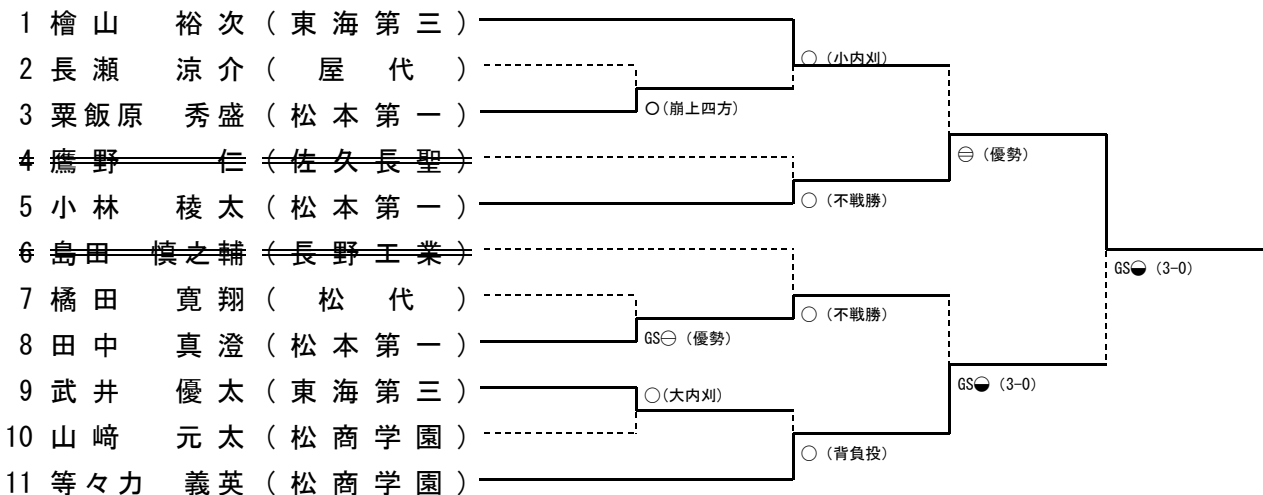 1 檜山 裕次 (東海第三)
○ (小内刈)
2 長瀬 涼介 (屋代)
○(崩上四方)
3 粟飯原 秀盛 (松本第一)
4 鷹野 仁 (佐久長聖)
⊖ (優勢)
5 小林 稜太 (松本第一)
○ (不戦勝)
6 島田 慎之輔 (長野工業)
GS◒ (3-0)
7 橘田 寛翔 (松代)
○ (不戦勝)
8 田中 真澄 (松本第一)
GS⊖ (優勢)
9 武井 優太 (東海第三)
○(大内刈)
GS◒ (3-0)
10 山﨑 元太 (松商学園)
○ (背負投)
11 等々力 義英 (松商学園)